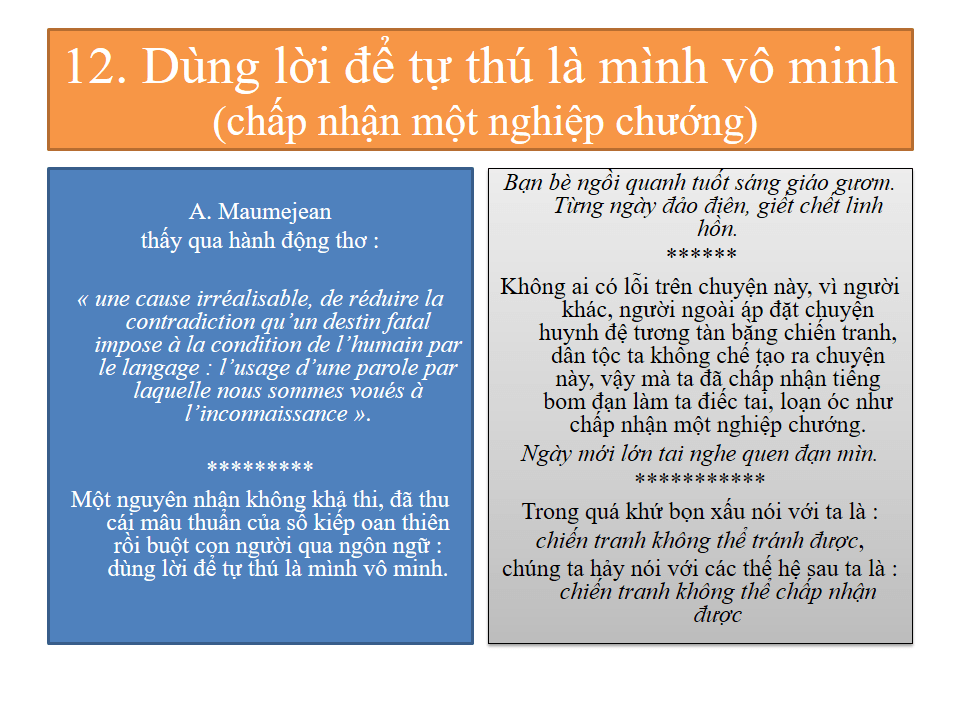 12. Dùng lời để tự thú là mình vô minh
(chấp nhận một nghiệp chướng)
A. Maumejean
thấy qua hành động thơ :
« une cause irréalisable, de réduire la
contradiction qu’un destin fatal
impose à la condition de l’humain par
le langage : l’usage d’une parole par
laquelle nous sommes voués à
l’inconnaissance ».
*********
Một nguyên nhân không khả thi, đã thu
cái mâu thuẩn của số kiếp oan thiên
rồi buột con người qua ngôn ngữ :
dùng lời để tự thú là mình vô minh.
Bạn bè ngồi quanh tuốt sáng giáo gươm.
Từng ngày đảo điên, giết chết linh
hồn.
******
Không ai có lỗi trên chuyện này, vì người
khác, người ngoài áp đặt chuyện
huynh đệ tương tàn bằng chiến tranh,
dân tộc ta không chế tạo ra chuyện
này, vậy mà ta đã chấp nhận tiếng
bom đạn làm ta điếc tai, loạn óc như
chấp nhận một nghiệp chướng.
Ngày mới lớn tai nghe quen đạn mìn.
***********
Trong quá khứ bọn xấu nói với ta là :
chiến tranh không thể tránh được,
chúng ta hảy nói với các thế hệ sau ta là :
chiến tranh không thể chấp nhận
được